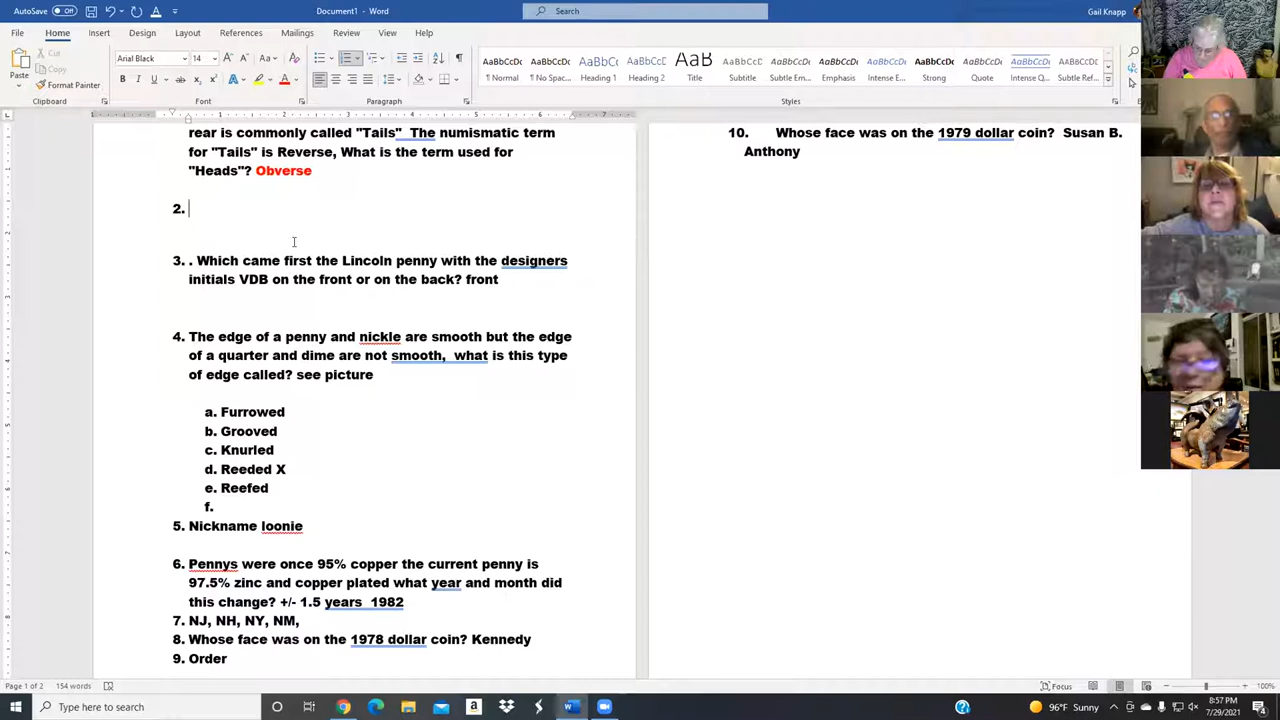 AutoSave Off Document1 - Word Search Gail Knapp
File Home Insert Draw Design Layout References Mailings Review View Help
Paste Cut Copy Format Painter Clipboard
Arial Black 14 Font
Paragraph
AaBbCcDc AaBbCcDc AaBbCc AaBbCcD AaB AaBbCcD AaBbCcDc AaBbCcDc AaBbCcDc AaBbCcDc AaBbCcDc AaBbCcDc AaBbCcDc
¶ Normal ¶ No Spac... Heading 1 Heading 2 Title Subtitle Subtle Em... Emphasis Intense E... Strong Quote Intense Q... Subtle Ref...
Styles
rear is commonly called "Tails" The numismatic term
for "Tails" is Reverse, What is the term used for
"Heads"? Obverse
2.
3. . Which came first the Lincoln penny with the designers
initials VDB on the front or on the back? front
4. The edge of a penny and nickle are smooth but the edge
of a quarter and dime are not smooth, what is this type
of edge called? see picture
a. Furrowed
b. Grooved
c. Knurled
d. Reeded X
e. Reefed
f.
5. Nickname loonie
6. Pennys were once 95% copper the current penny is
97.5% zinc and copper plated what year and month did
this change? +/- 1.5 years 1982
7. NJ, NH, NY, NM,
8. Whose face was on the 1978 dollar coin? Kennedy
9. Order
10. Whose face was on the 1979 dollar coin? Susan B.
Anthony
Page 1 of 2 154 words Focus 100%
Type here to search 96°F Sunny 8:57 PM
7/29/2021